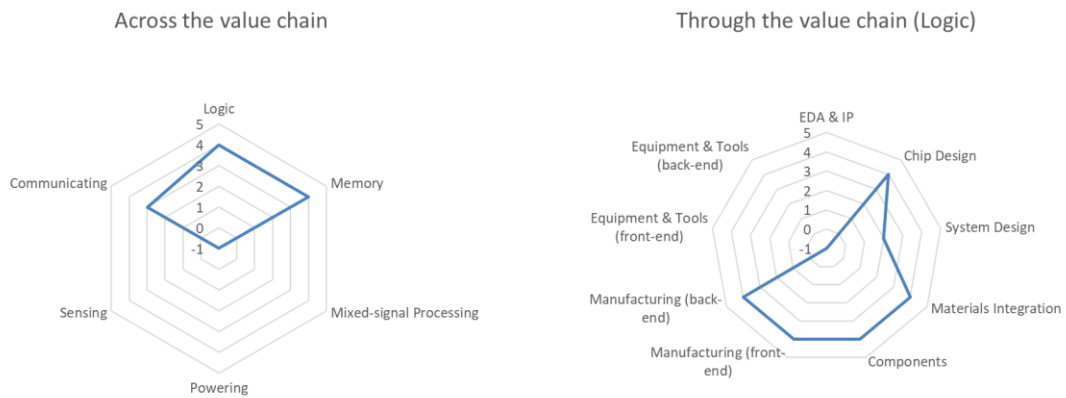 Across the value chain
Logic
5
4
3
2
1
0
-1
Communicating
Memory
Sensing
Mixed-signal Processing
Powering
Through the value chain (Logic)
EDA & IP
5
4
3
2
1
0
-1
Equipment & Tools
(back-end)
Chip Design
Equipment & Tools
(front-end)
System Design
Manufacturing (back-
end)
Materials Integration
Manufacturing (front-
end)
Components